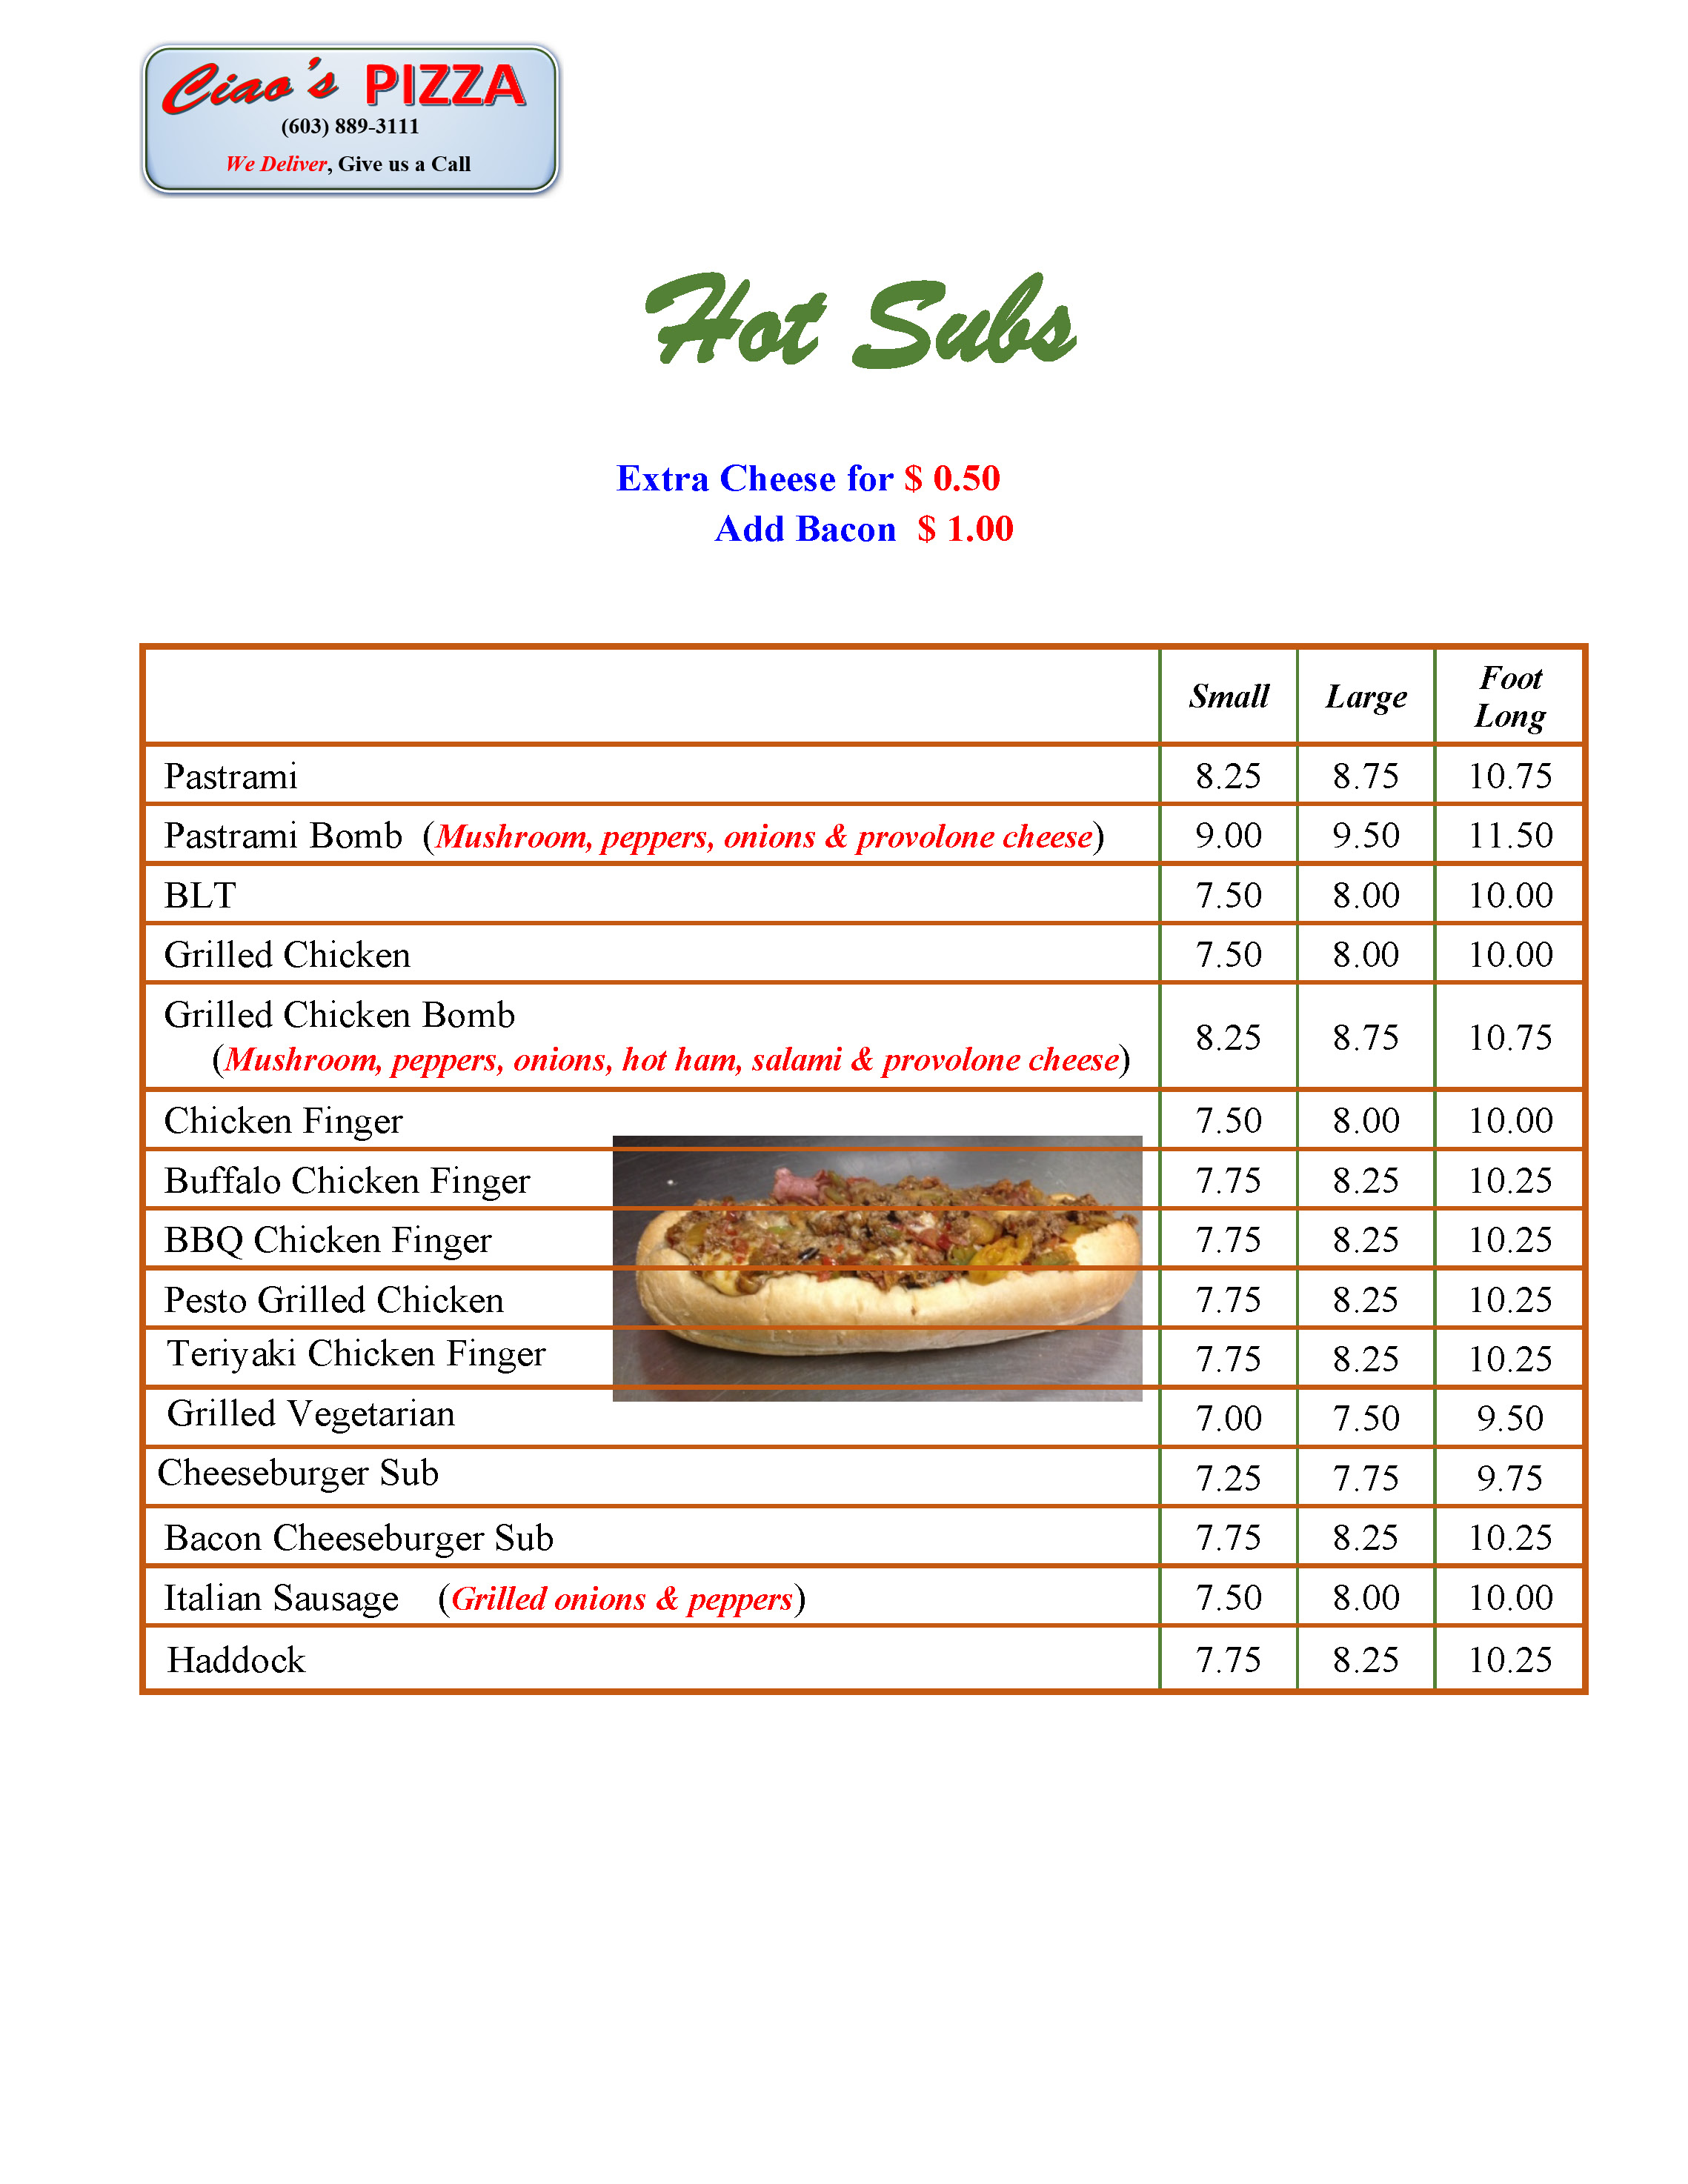 Ciao's PIZZA
(603) 889-3111
We Deliver, Give us a Call
Hot Subs
Extra Cheese for $ 0.50
Add Bacon $ 1.00
Small Large Foot Long
Pastrami 8.25 8.75 10.75
Pastrami Bomb (Mushroom, peppers, onions & provolone cheese) 9.00 9.50 11.50
BLT 7.50 8.00 10.00
Grilled Chicken 7.50 8.00 10.00
Grilled Chicken Bomb
(Mushroom, peppers, onions, hot ham, salami & provolone cheese) 8.25 8.75 10.75
Chicken Finger 7.50 8.00 10.00
Buffalo Chicken Finger 7.75 8.25 10.25
BBQ Chicken Finger 7.75 8.25 10.25
Pesto Grilled Chicken 7.75 8.25 10.25
Teriyaki Chicken Finger 7.75 8.25 10.25
Grilled Vegetarian 7.00 7.50 9.50
Cheeseburger Sub 7.25 7.75 9.75
Bacon Cheeseburger Sub 7.75 8.25 10.25
Italian Sausage (Grilled onions & peppers) 7.50 8.00 10.00
Haddock 7.75 8.25 10.25